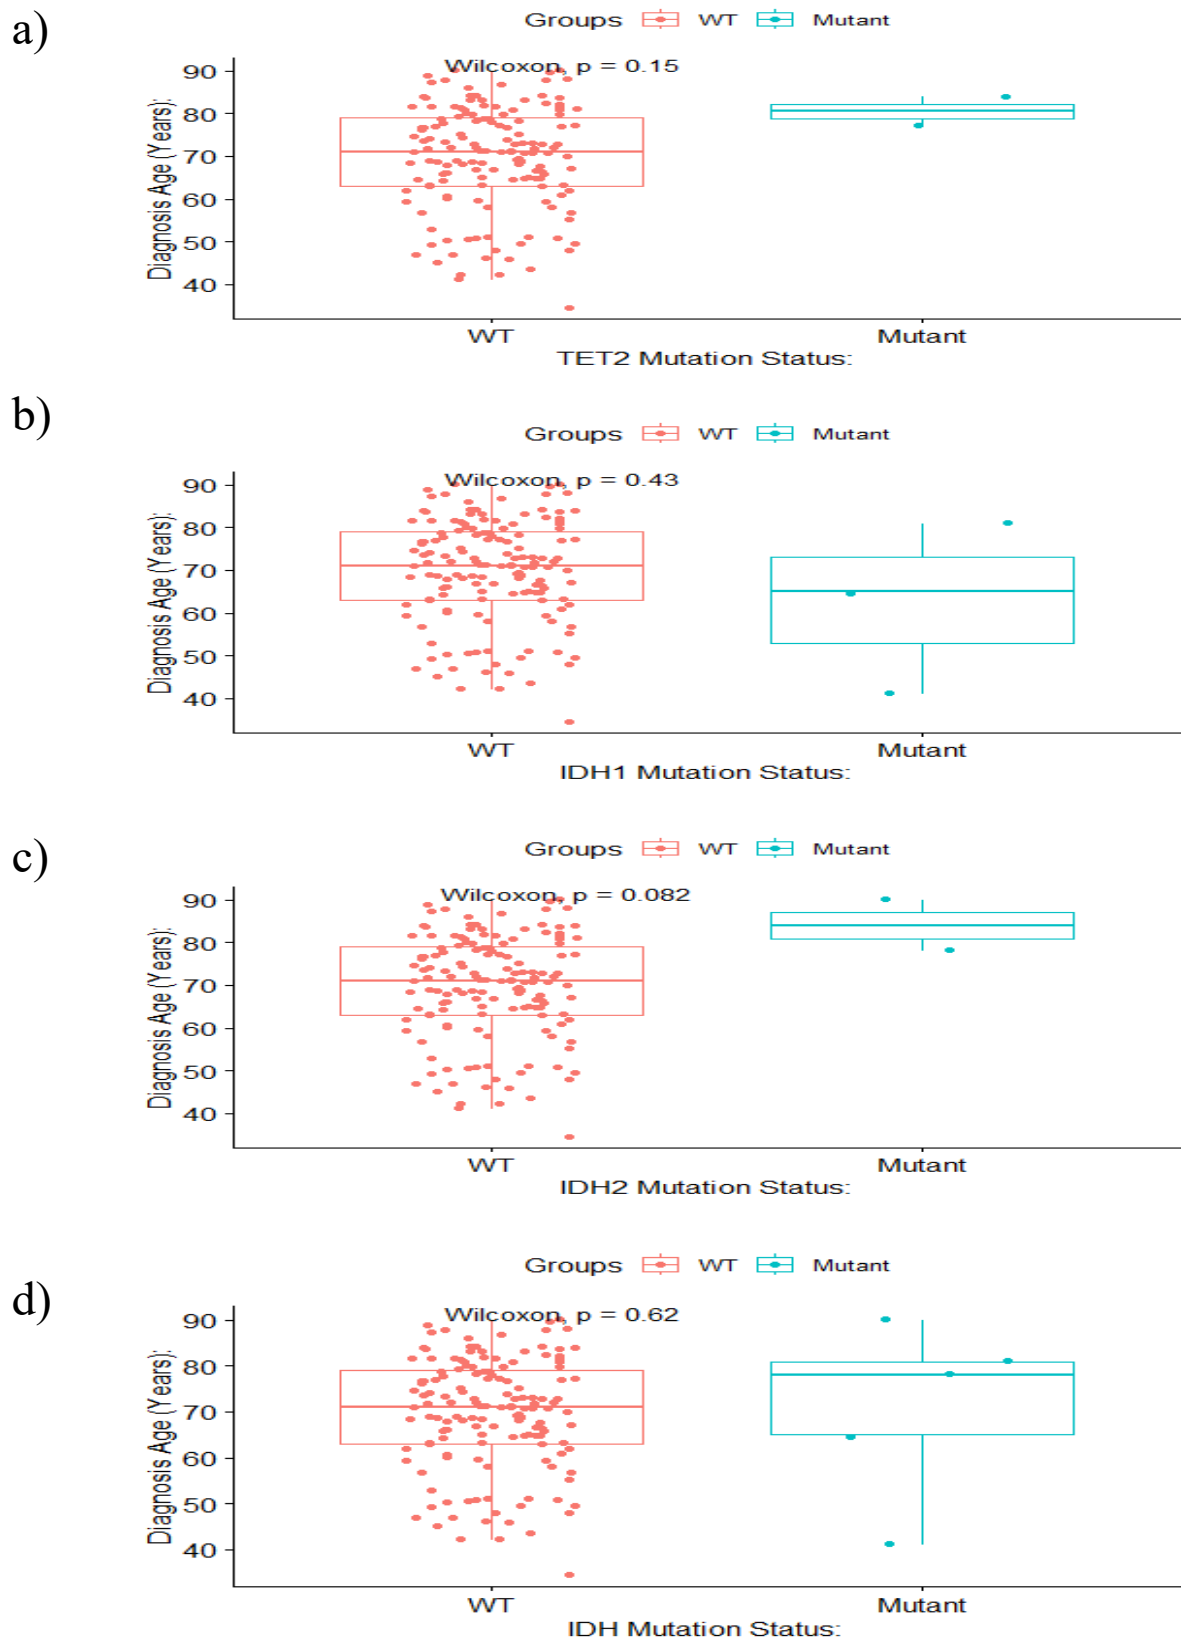 a)
Groups WT Mutant
Wilcoxon, p = 0.15
Diagnosis Age (Years):
90
80
70
60
50
40
WT Mutant
TET2 Mutation Status:
b)
Groups WT Mutant
Wilcoxon, p = 0.43
Diagnosis Age (Years):
90
80
70
60
50
40
WT Mutant
IDH1 Mutation Status:
c)
Groups WT Mutant
Wilcoxon, p = 0.082
Diagnosis Age (Years):
90
80
70
60
50
40
WT Mutant
IDH2 Mutation Status:
d)
Groups WT Mutant
Wilcoxon, p = 0.62
Diagnosis Age (Years):
90
80
70
60
50
40
WT Mutant
IDH Mutation Status: